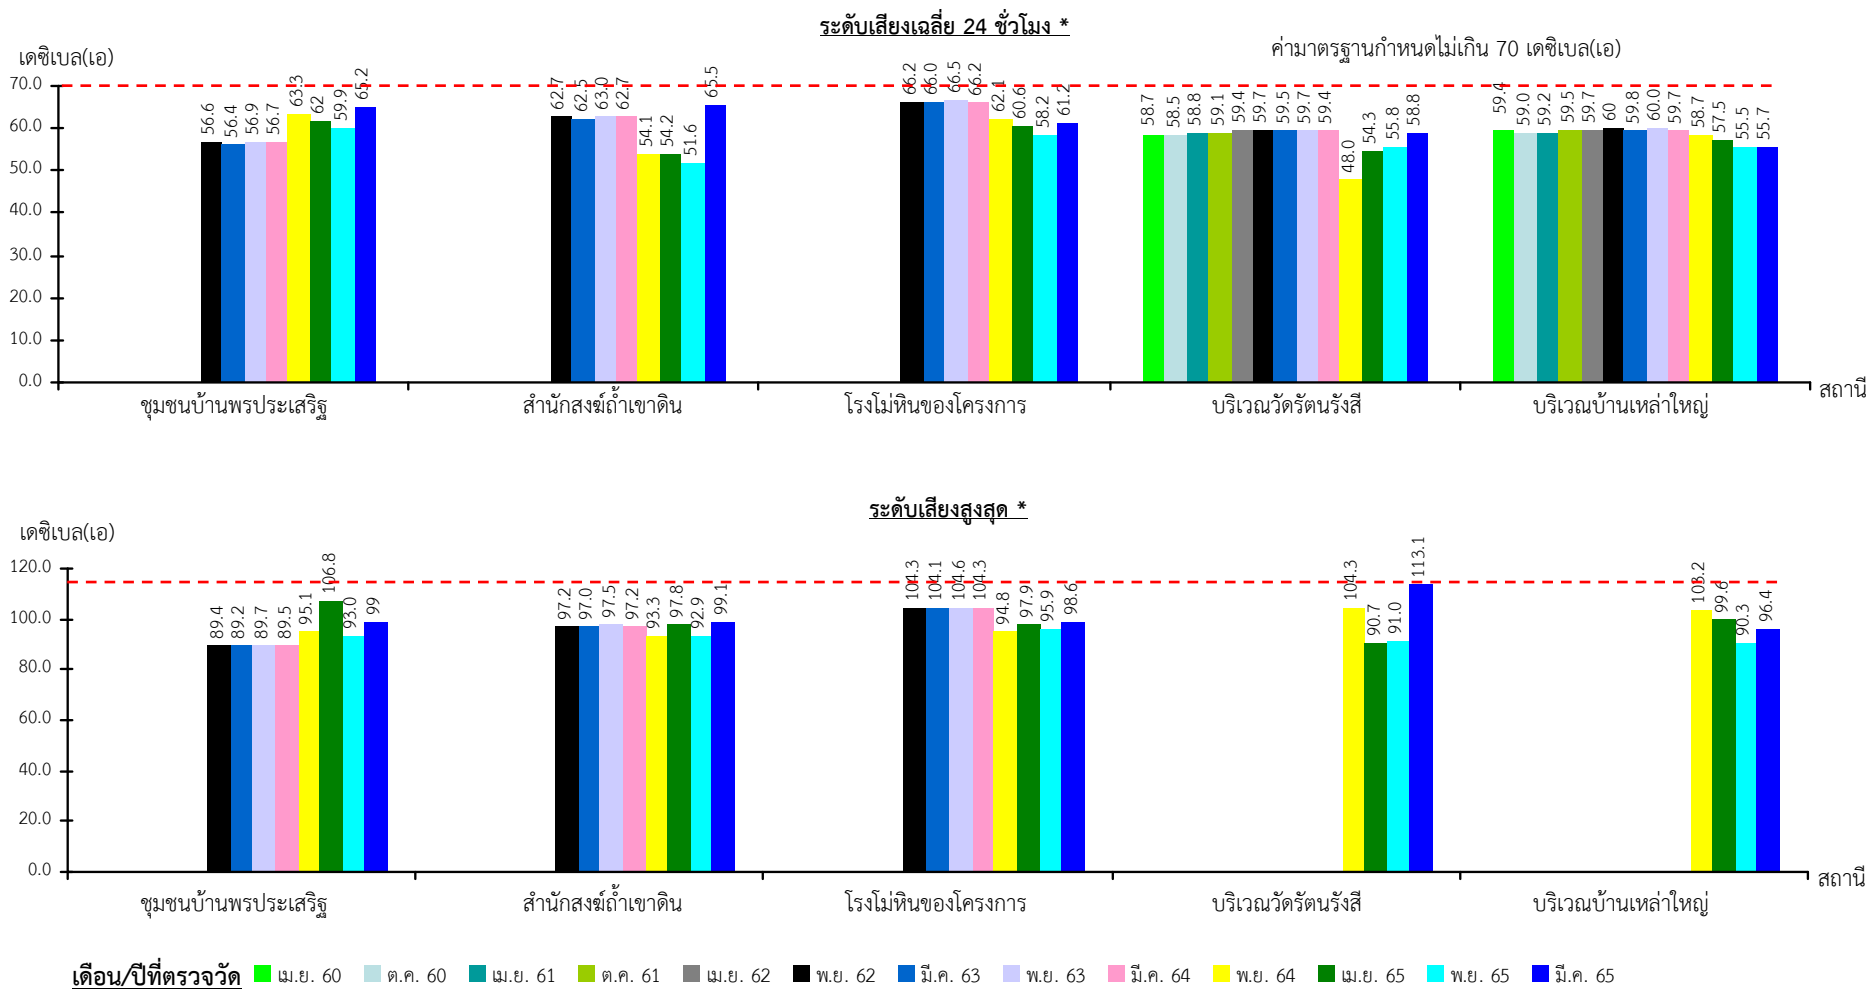 ระดับเสียงเฉลี่ย 24 ชั่วโมง *
เดซิเบล(เอ)
ค่ามาตรฐานกำหนดไม่เกิน 70 เดซิเบล(เอ)
70.0
60.0
50.0
40.0
30.0
20.0
10.0
0.0
56.6 56.4 56.9 56.7 63.3 62 59.9 65.2
62.7 62.5 63.0 62.7 54.1 54.2 51.6 65.5
66.2 66.0 66.5 66.2 62.1 60.6 58.2 61.2
58.7 58.5 58.8 59.1 59.4 59.7 59.5 59.7 59.4 48.0 54.3 55.8 58.8
59.4 59.0 59.2 59.5 59.7 60 59.8 60.0 59.7 58.7 57.5 55.5 55.7
ชุมชนบ้านพรประเสริฐ สำนักสงฆ์ถ้ำเขาดิน โรงโม่หินของโครงการ บริเวณวัดรัตนรังสี บริเวณบ้านเหล่าใหญ่ สถานี
ระดับเสียงสูงสุด *
เดซิเบล(เอ)
120.0
100.0
80.0
60.0
40.0
20.0
0.0
89.4 89.2 89.7 89.5 95.1 106.8 93.0 99
97.2 97.0 97.5 97.2 93.3 97.8 92.9 99.1
104.3 104.1 104.6 104.3 94.8 97.9 95.9 98.6
104.3 90.7 91.0 113.1
103.2 99.6 90.3 96.4
ชุมชนบ้านพรประเสริฐ สำนักสงฆ์ถ้ำเขาดิน โรงโม่หินของโครงการ บริเวณวัดรัตนรังสี บริเวณบ้านเหล่าใหญ่ สถานี
เดือน/ปีที่ตรวจวัด เม.ย. 60 ต.ค. 60 เม.ย. 61 ต.ค. 61 เม.ย. 62 พ.ย. 62 มี.ค. 63 พ.ย. 63 มี.ค. 64 พ.ย. 64 เม.ย. 65 พ.ย. 65 มี.ค. 65